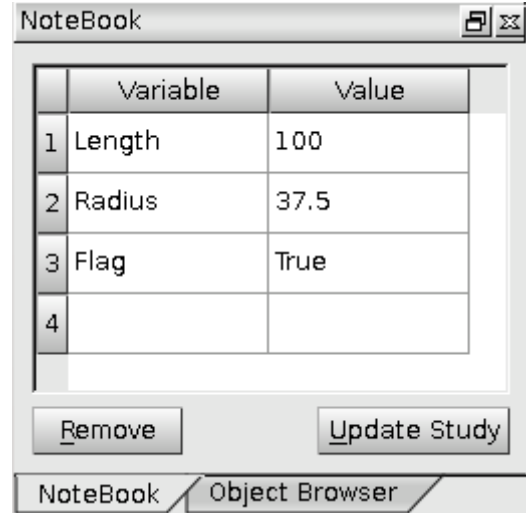 NoteBook
Variable Value
1 Length 100
2 Radius 37.5
3 Flag True
4
Remove Update Study
NoteBook Object Browser